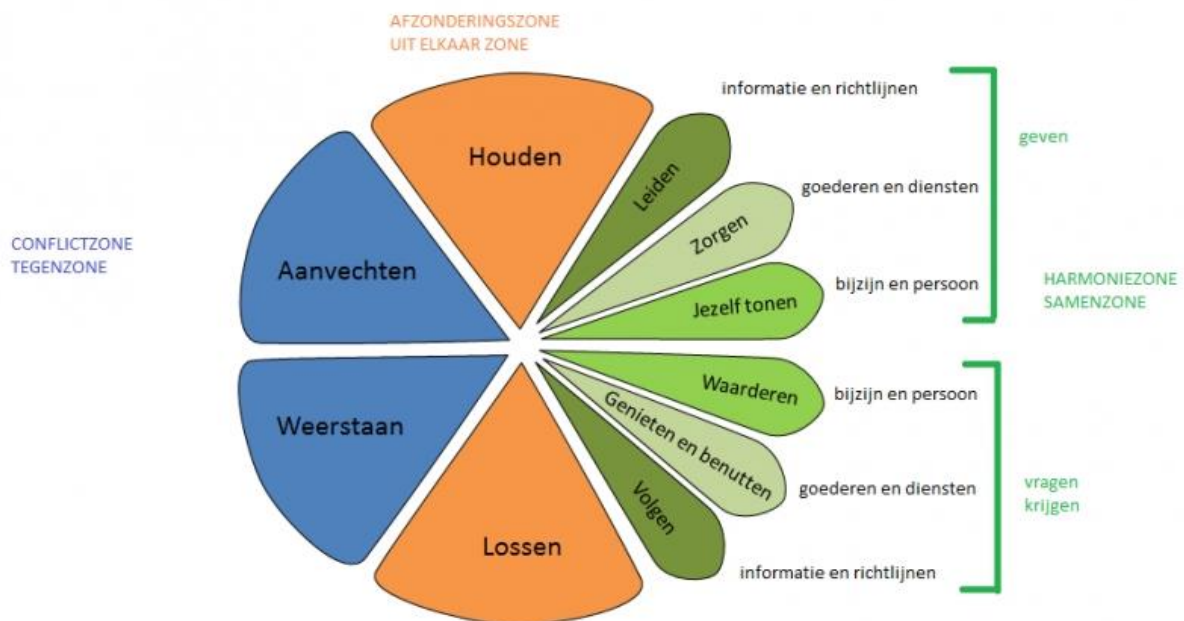 AFZONDERINGSZONE
UIT ELKAAR ZONE
informatie en richtlijnen
geven
Houden
Leiden
goederen en diensten
Zorgen
CONFLICTZONE
TEGENZONE
Aanvechten
bijzijn en persoon
HARMONIEZONE
SAMENZONE
Jezelf tonen
Waarderen
bijzijn en persoon
Weerstaan
Genieten en benutten
goederen en diensten
vragen
krijgen
Volgen
Lossen
informatie en richtlijnen